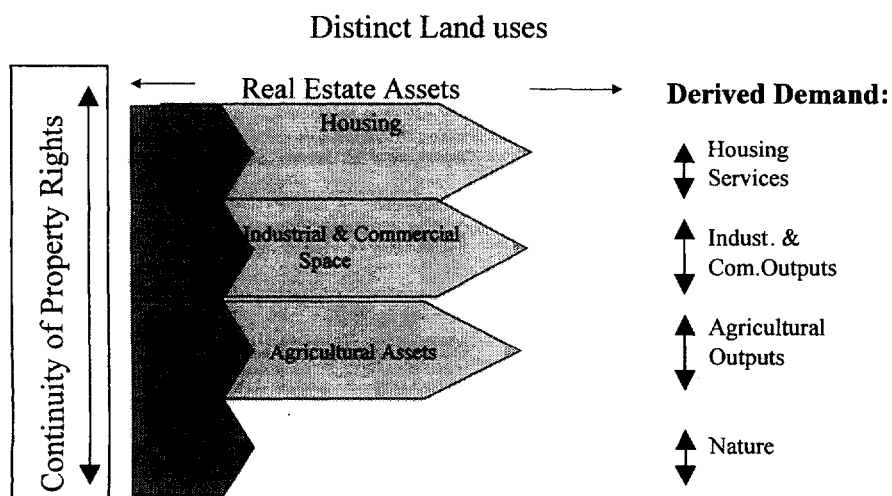 Distinct Land uses
Continuity of Property Rights
Real Estate Assets
Housing
Industrial & Commercial
Space
Agricultural Assets
Derived Demand:
Housing
Services
Indust. &
Com.Outputs
Agricultural
Outputs
Nature